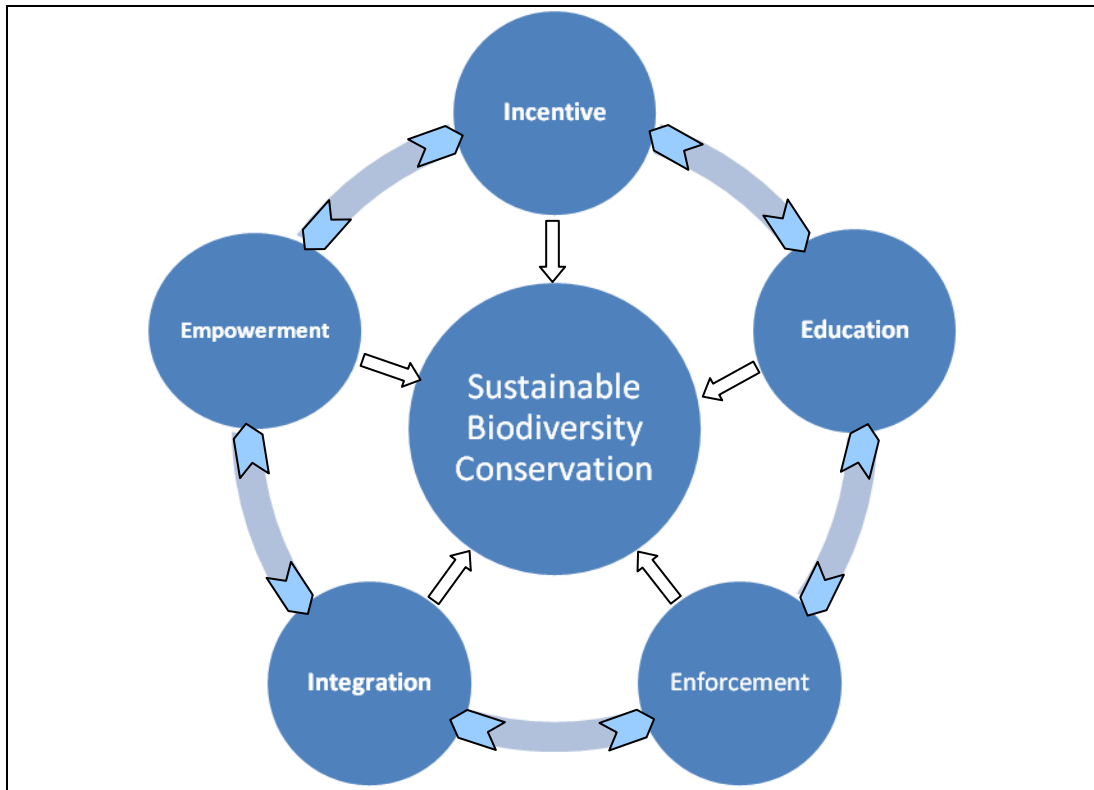 Incentive
Empowerment
Education
Sustainable
Biodiversity
Conservation
Integration
Enforcement